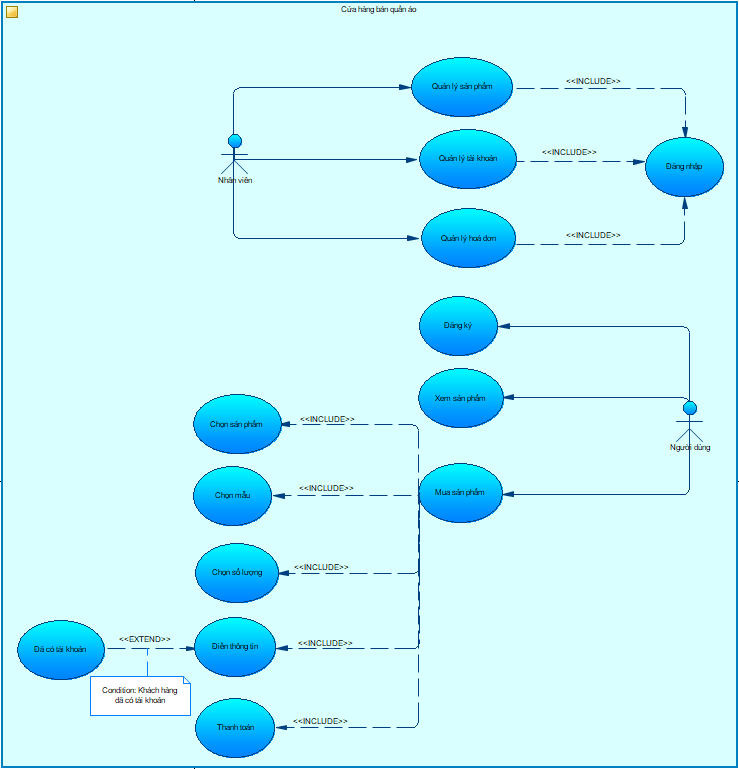 Cửa hàng bán quần áo
Quản lý sản phẩm
<<INCLUDE>>
Quản lý tài khoản
<<INCLUDE>>
Đăng nhập
Nhân viên
Quản lý hoá đơn
<<INCLUDE>>
Đăng ký
Xem sản phẩm
Chọn sản phẩm
<<INCLUDE>>
Người dùng
Chọn mẫu
<<INCLUDE>>
Mua sản phẩm
Chọn số lượng
<<INCLUDE>>
Đã có tài khoản
<<EXTEND>>
Điền thông tin
<<INCLUDE>>
Condition: Khách hàng
đã có tài khoản
Thanh toán
<<INCLUDE>>